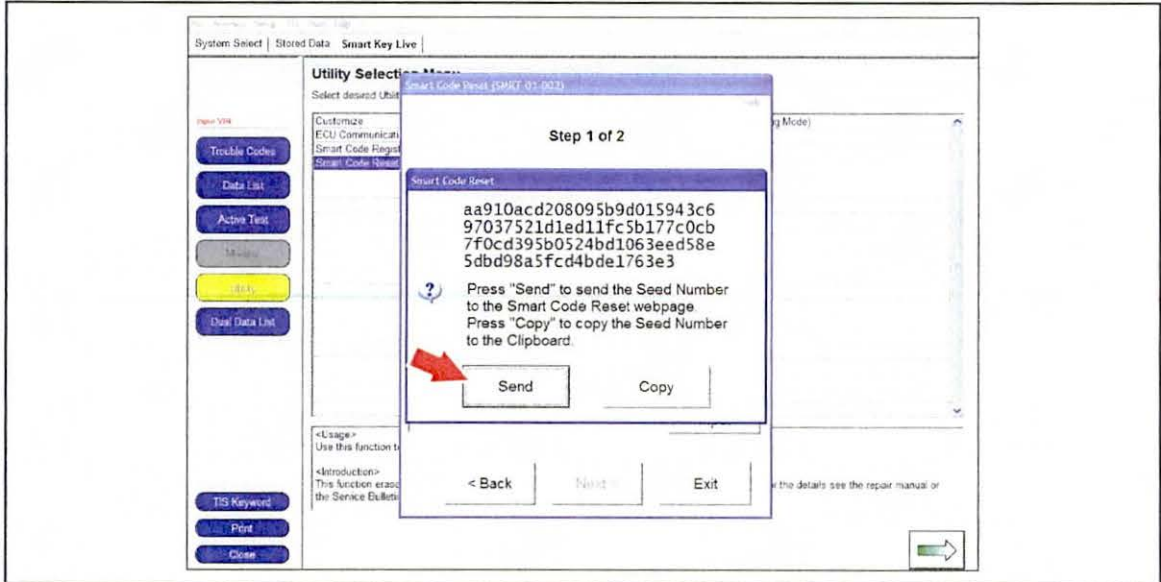 System Select | Stored Data Smart Key Live
Utility Selection Menu
Select desired Utilit
Smart Code Reset (SMRT-01-002)
Input VIN
Customize
g Mode)
ECU Communicati
Smart Code Regist
Smart Code Reset
Step 1 of 2
Trouble Codes
Data List
Active Test
Monitor
Utility
Dual Data List
Smart Code Reset
aa910acd208095b9d015943c6
97037521d1ed11fc5b177c0cb
7f0cd395b0524bd1063eed58e
5dbd98a5fcd4bde1763e3
Press "Send" to send the Seed Number
to the Smart Code Reset webpage.
Press "Copy" to copy the Seed Number
to the Clipboard.
Send
Copy
<Usage>
Use this function t
<Introduction>
This function eras
r the details see the repair manual or
the Service Bulleti
< Back
Next >
Exit
TIS Keyword
Print
Close